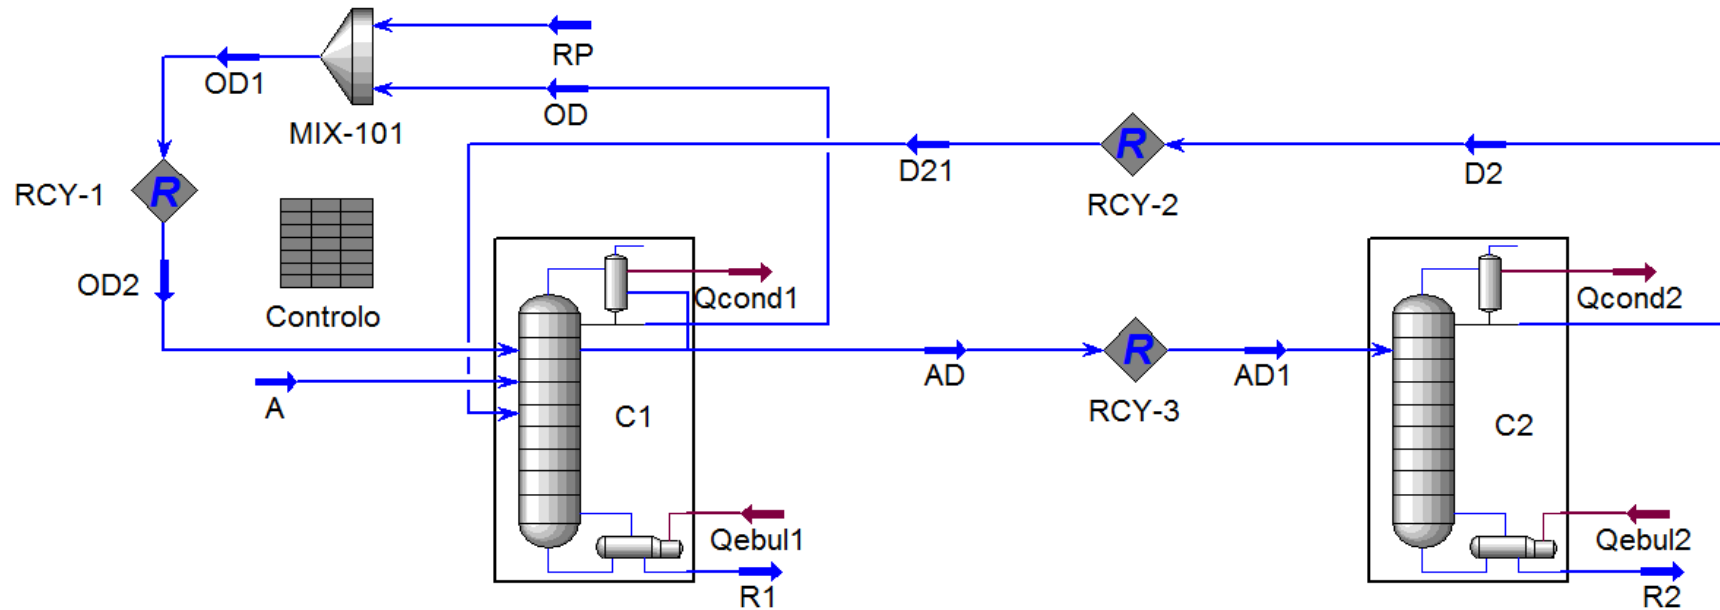 RP
OD1
OD
MIX-101
D21
D2
RCY-1
R
R
RCY-2
OD2
Controlo
Qcond1
Qcond2
R
AD
AD1
A
RCY-3
C1
C2
Qebul1
Qebul2
R1
R2